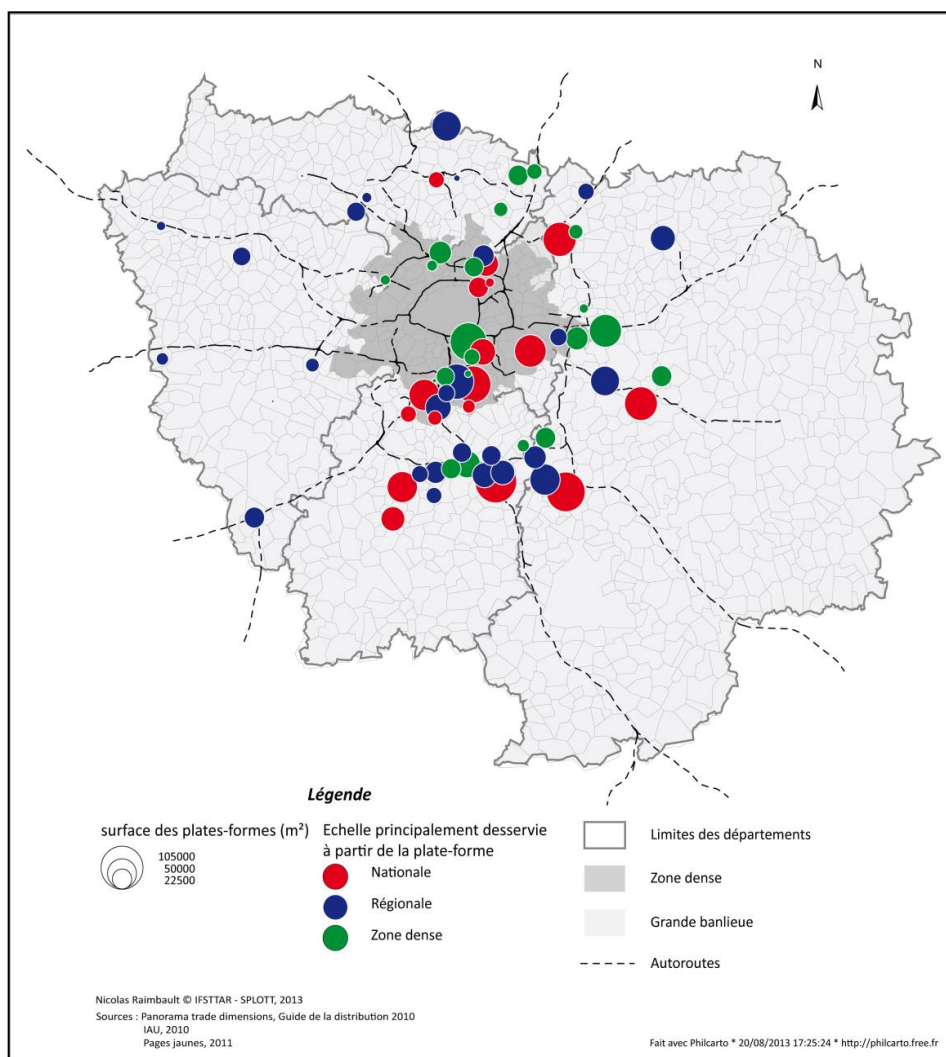 N
Légende
surface des plates-formes (m²)
105000
50000
22500
Echelle principalement desservie
à partir de la plate-forme
Nationale
Régionale
Zone dense
Limites des départements
Zone dense
Grande banlieue
Autoroutes
Nicolas Raimbault © IFSTTAR - SPLOTT, 2013
Sources : Panorama trade dimensions, Guide de la distribution 2010
IAU, 2010
Pages jaunes, 2011
Fait avec Philcarto * 20/08/2013 17:25:24 * http://philcarto.free.fr